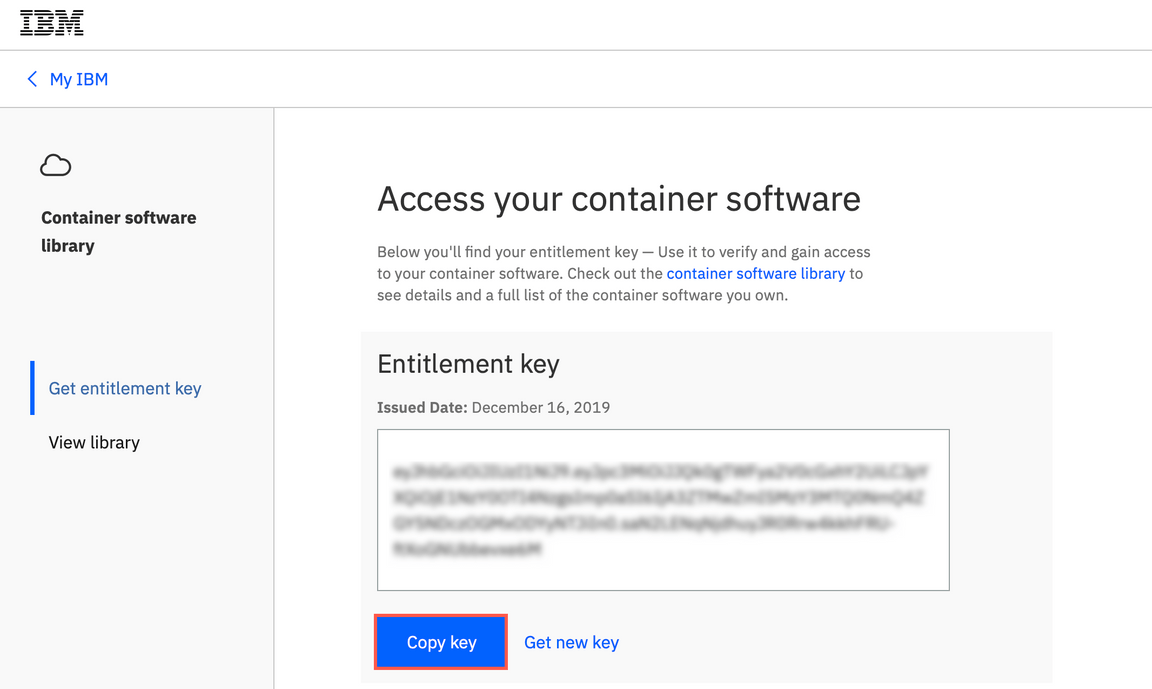 IBM
My IBM
Container software
library
Get entitlement key
View library
Access your container software
Below you'll find your entitlement key — Use it to verify and gain access
to your container software. Check out the container software library to
see details and a full list of the container software you own.
Entitlement key
Issued Date: December 16, 2019
Copy key
Get new key